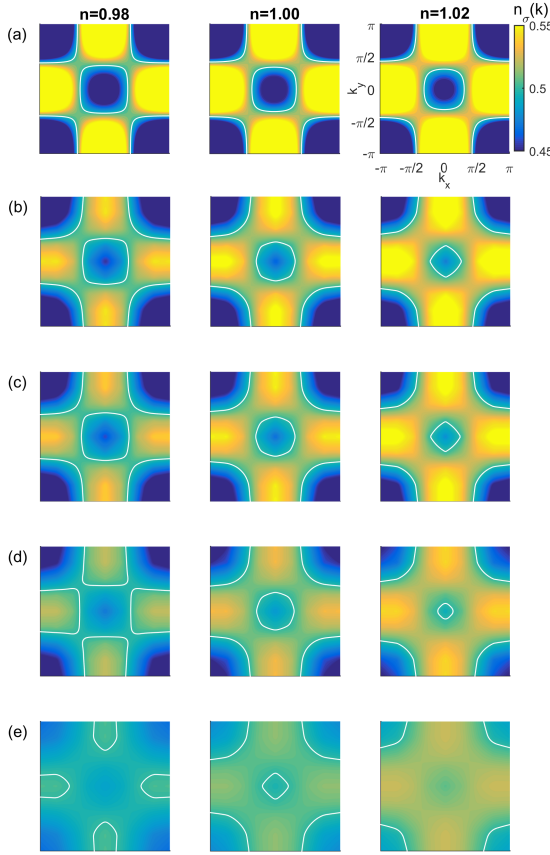 n=0.98 n=1.00 n=1.02 nσ(k)
(a)
π
π/2
k_y 0
-π/2
-π
-π -π/2 0 π/2 π
k_x
0.55
0.5
0.45
(b)
(c)
(d)
(e)